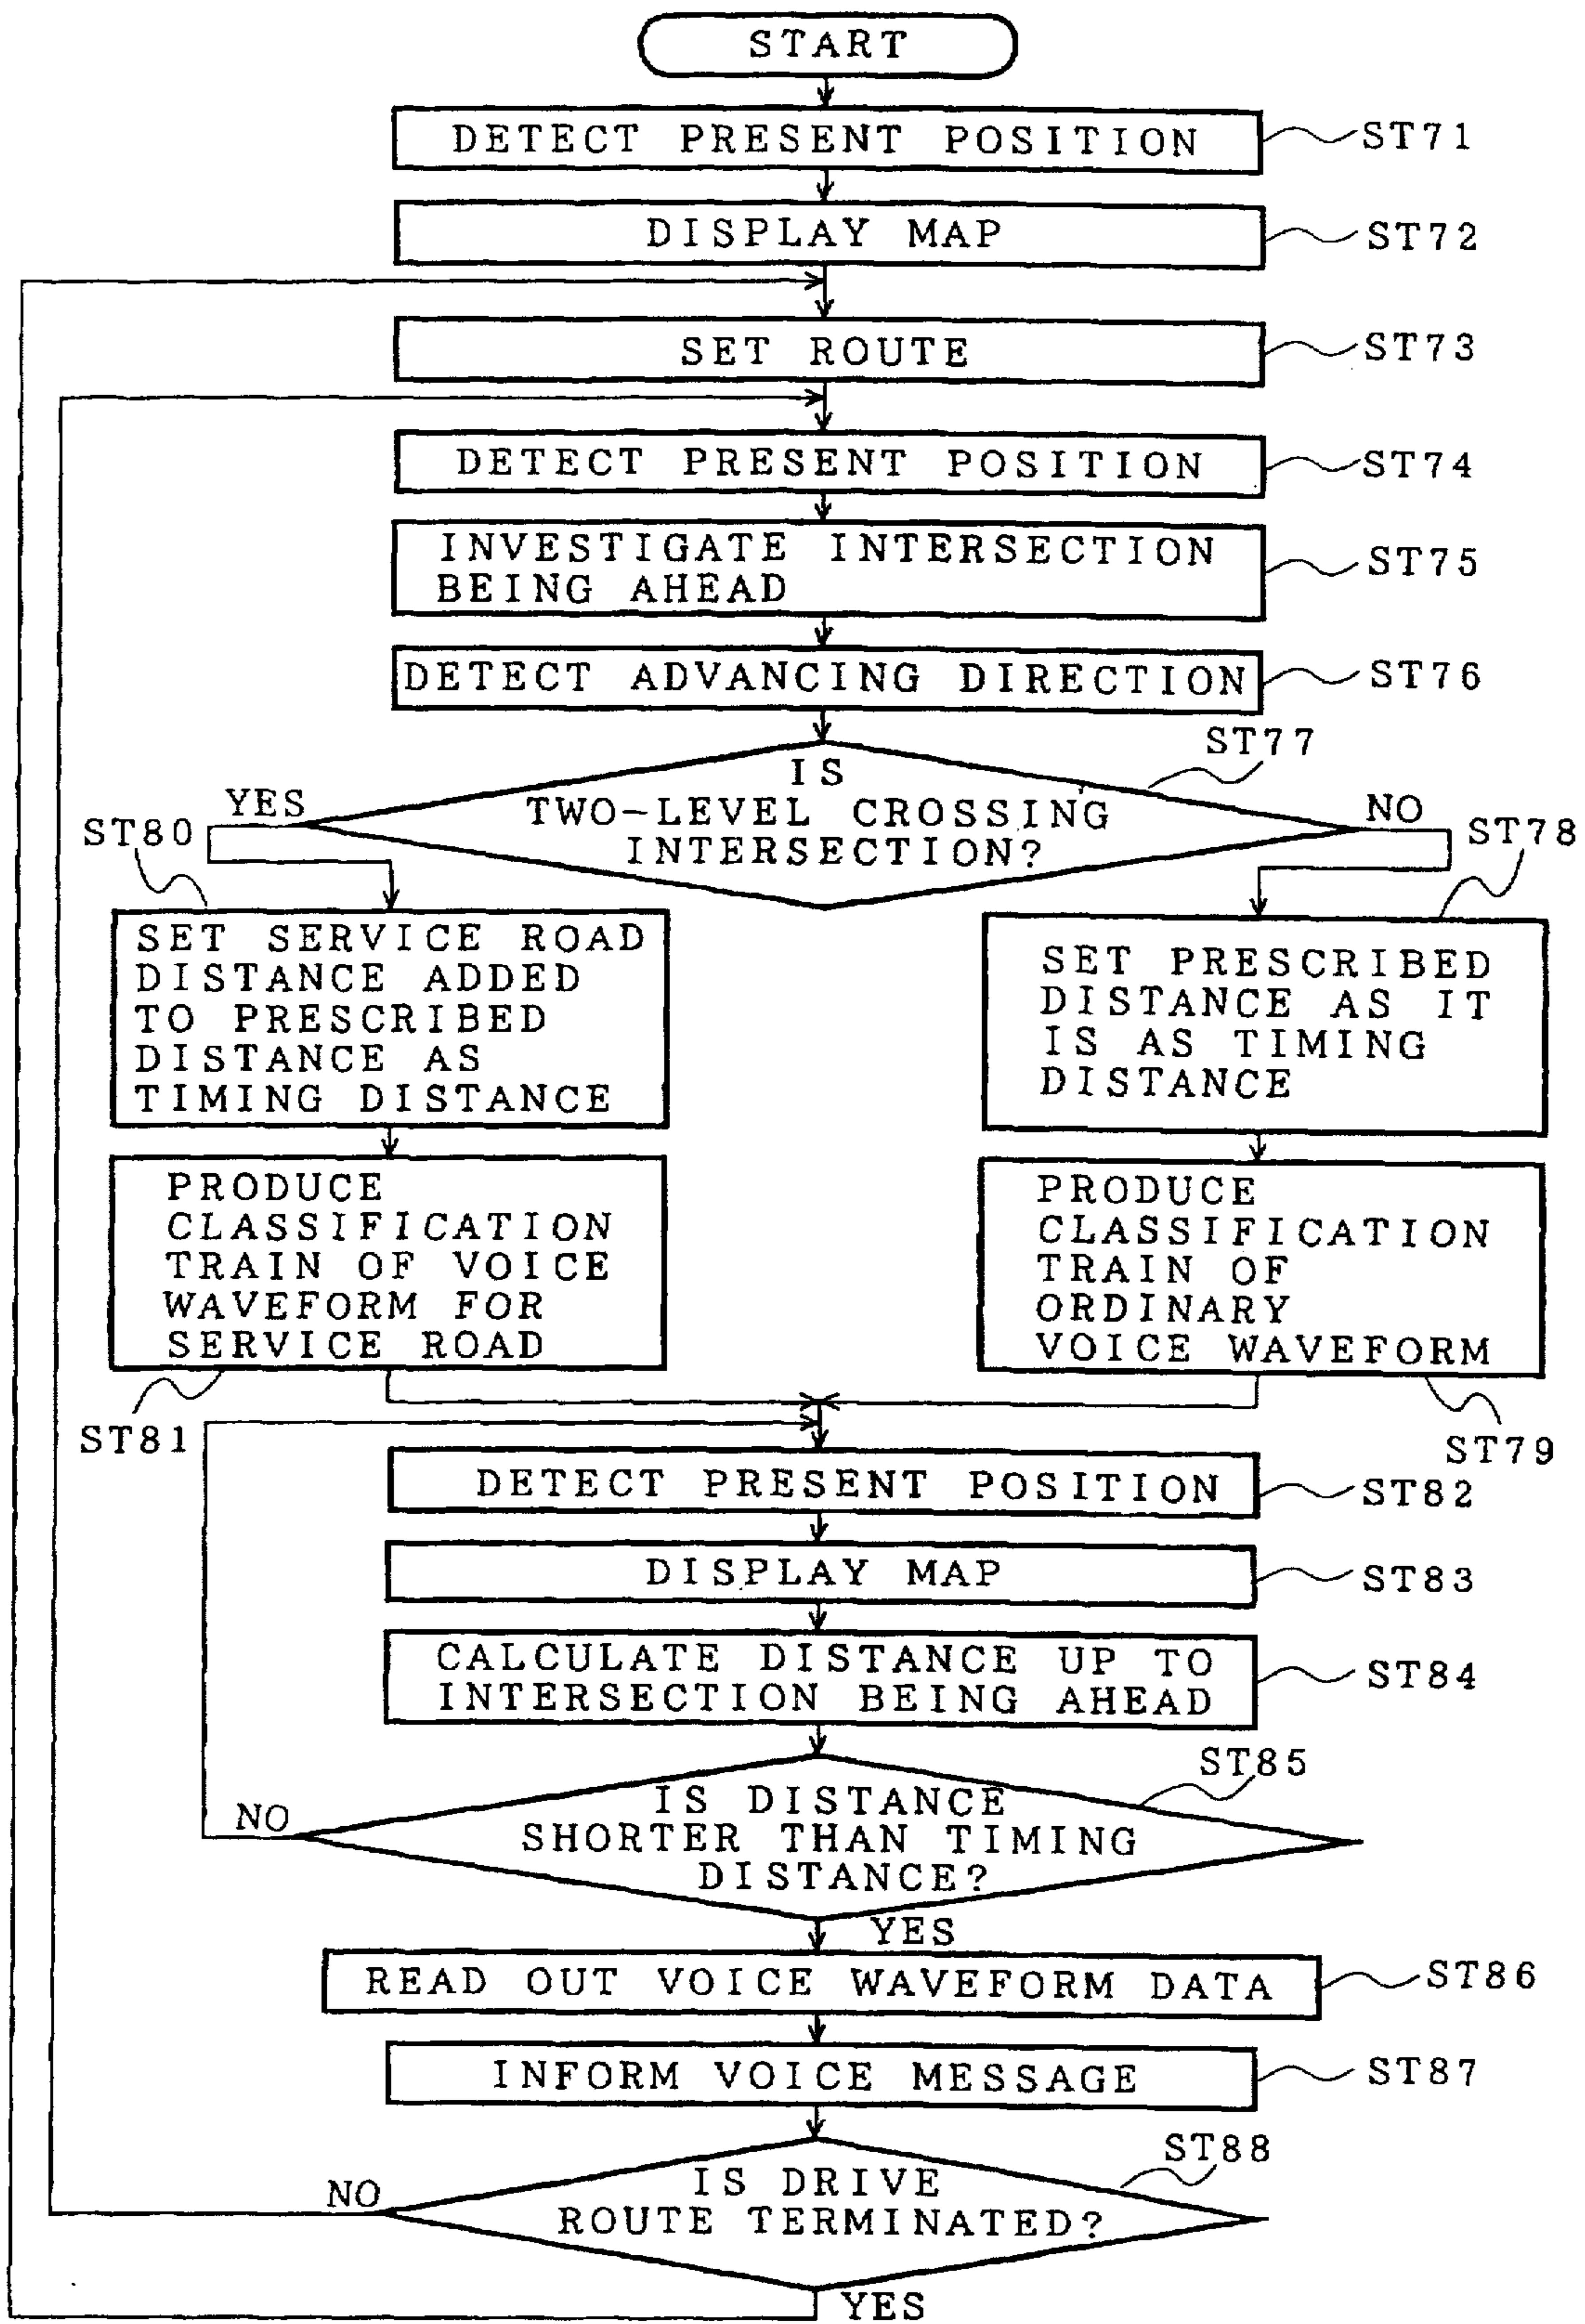 START
DETECT PRESENT POSITION
ST71
DISPLAY MAP
ST72
SET ROUTE
ST73
DETECT PRESENT POSITION
ST74
INVESTIGATE INTERSECTION
BEING AHEAD
ST75
DETECT ADVANCING DIRECTION
ST76
ST77
IS
TWO-LEVEL CROSSING
INTERSECTION?
YES
NO
ST80
ST78
SET SERVICE ROAD
DISTANCE ADDED
TO PRESCRIBED
DISTANCE AS
TIMING DISTANCE
SET PRESCRIBED
DISTANCE AS IT
IS AS TIMING
DISTANCE
PRODUCE
CLASSIFICATION
TRAIN OF VOICE
WAVEFORM FOR
SERVICE ROAD
PRODUCE
CLASSIFICATION
TRAIN OF
ORDINARY
VOICE WAVEFORM
ST81
ST79
DETECT PRESENT POSITION
ST82
DISPLAY MAP
ST83
CALCULATE DISTANCE UP TO
INTERSECTION BEING AHEAD
ST84
ST85
IS DISTANCE
SHORTER THAN TIMING
DISTANCE?
NO
YES
READ OUT VOICE WAVEFORM DATA
ST86
INFORM VOICE MESSAGE
ST87
ST88
IS DRIVE
ROUTE TERMINATED?
NO
YES